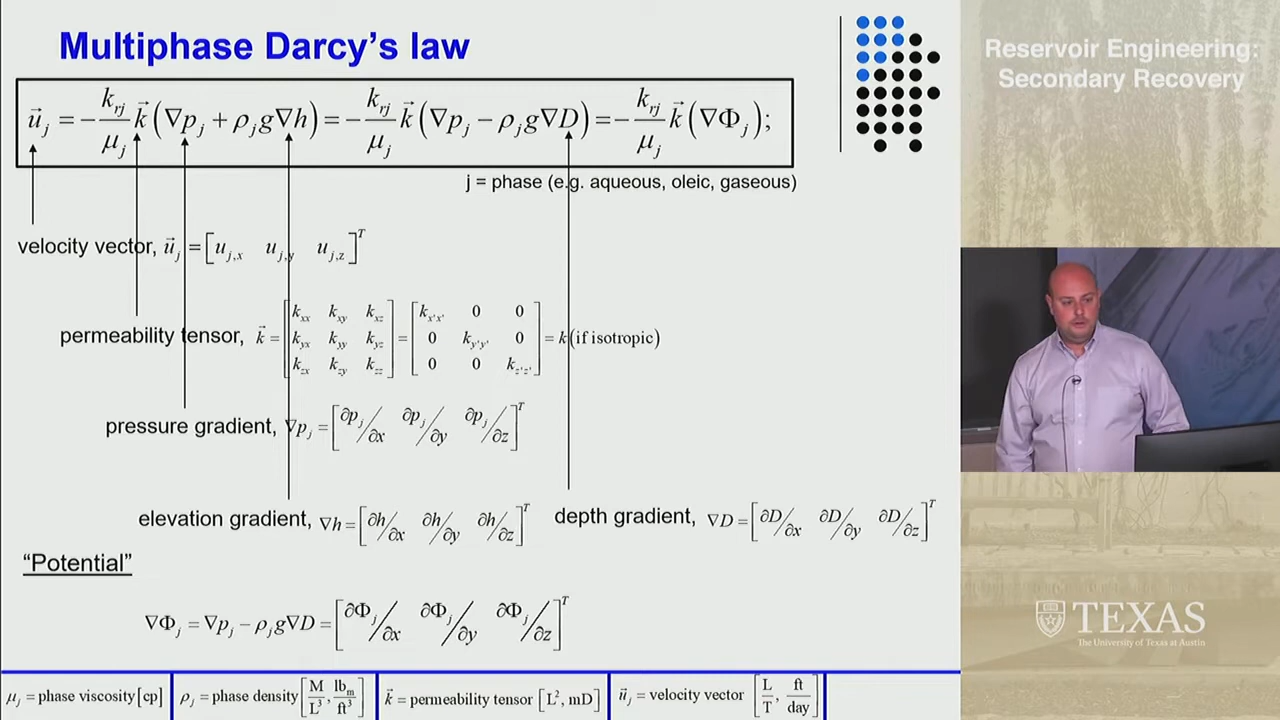 Multiphase Darcy's law
Reservoir Engineering:
Secondary Recovery
u⃗_j = −(k_rj/μ_j) k⃗ (∇p_j + ρ_j g∇h) = −(k_rj/μ_j) k⃗ (∇p_j − ρ_j g∇D) = −(k_rj/μ_j) k⃗ (∇Φ_j);
j = phase (e.g. aqueous, oleic, gaseous)
velocity vector, u⃗_j = [u_j,x u_j,y u_j,z]^T
permeability tensor, k⃗ = [k_xx k_xy k_xz; k_yx k_yy k_yz; k_zx k_zy k_zz] = [k_x'x' 0 0; 0 k_y'y' 0; 0 0 k_z'z'] = k (if isotropic)
pressure gradient, ∇p_j = [∂p_j/∂x ∂p_j/∂y ∂p_j/∂z]^T
elevation gradient, ∇h = [∂h/∂x ∂h/∂y ∂h/∂z]^T
depth gradient, ∇D = [∂D/∂x ∂D/∂y ∂D/∂z]^T
"Potential"
∇Φ_j = ∇p_j − ρ_j g∇D = [∂Φ_j/∂x ∂Φ_j/∂y ∂Φ_j/∂z]^T
TEXAS
The University of Texas at Austin
μ_j = phase viscosity [cp]
ρ_j = phase density [M/L³, lb_m/ft³]
k⃗ = permeability tensor [L², mD]
u⃗_j = velocity vector [L/T, ft/day]